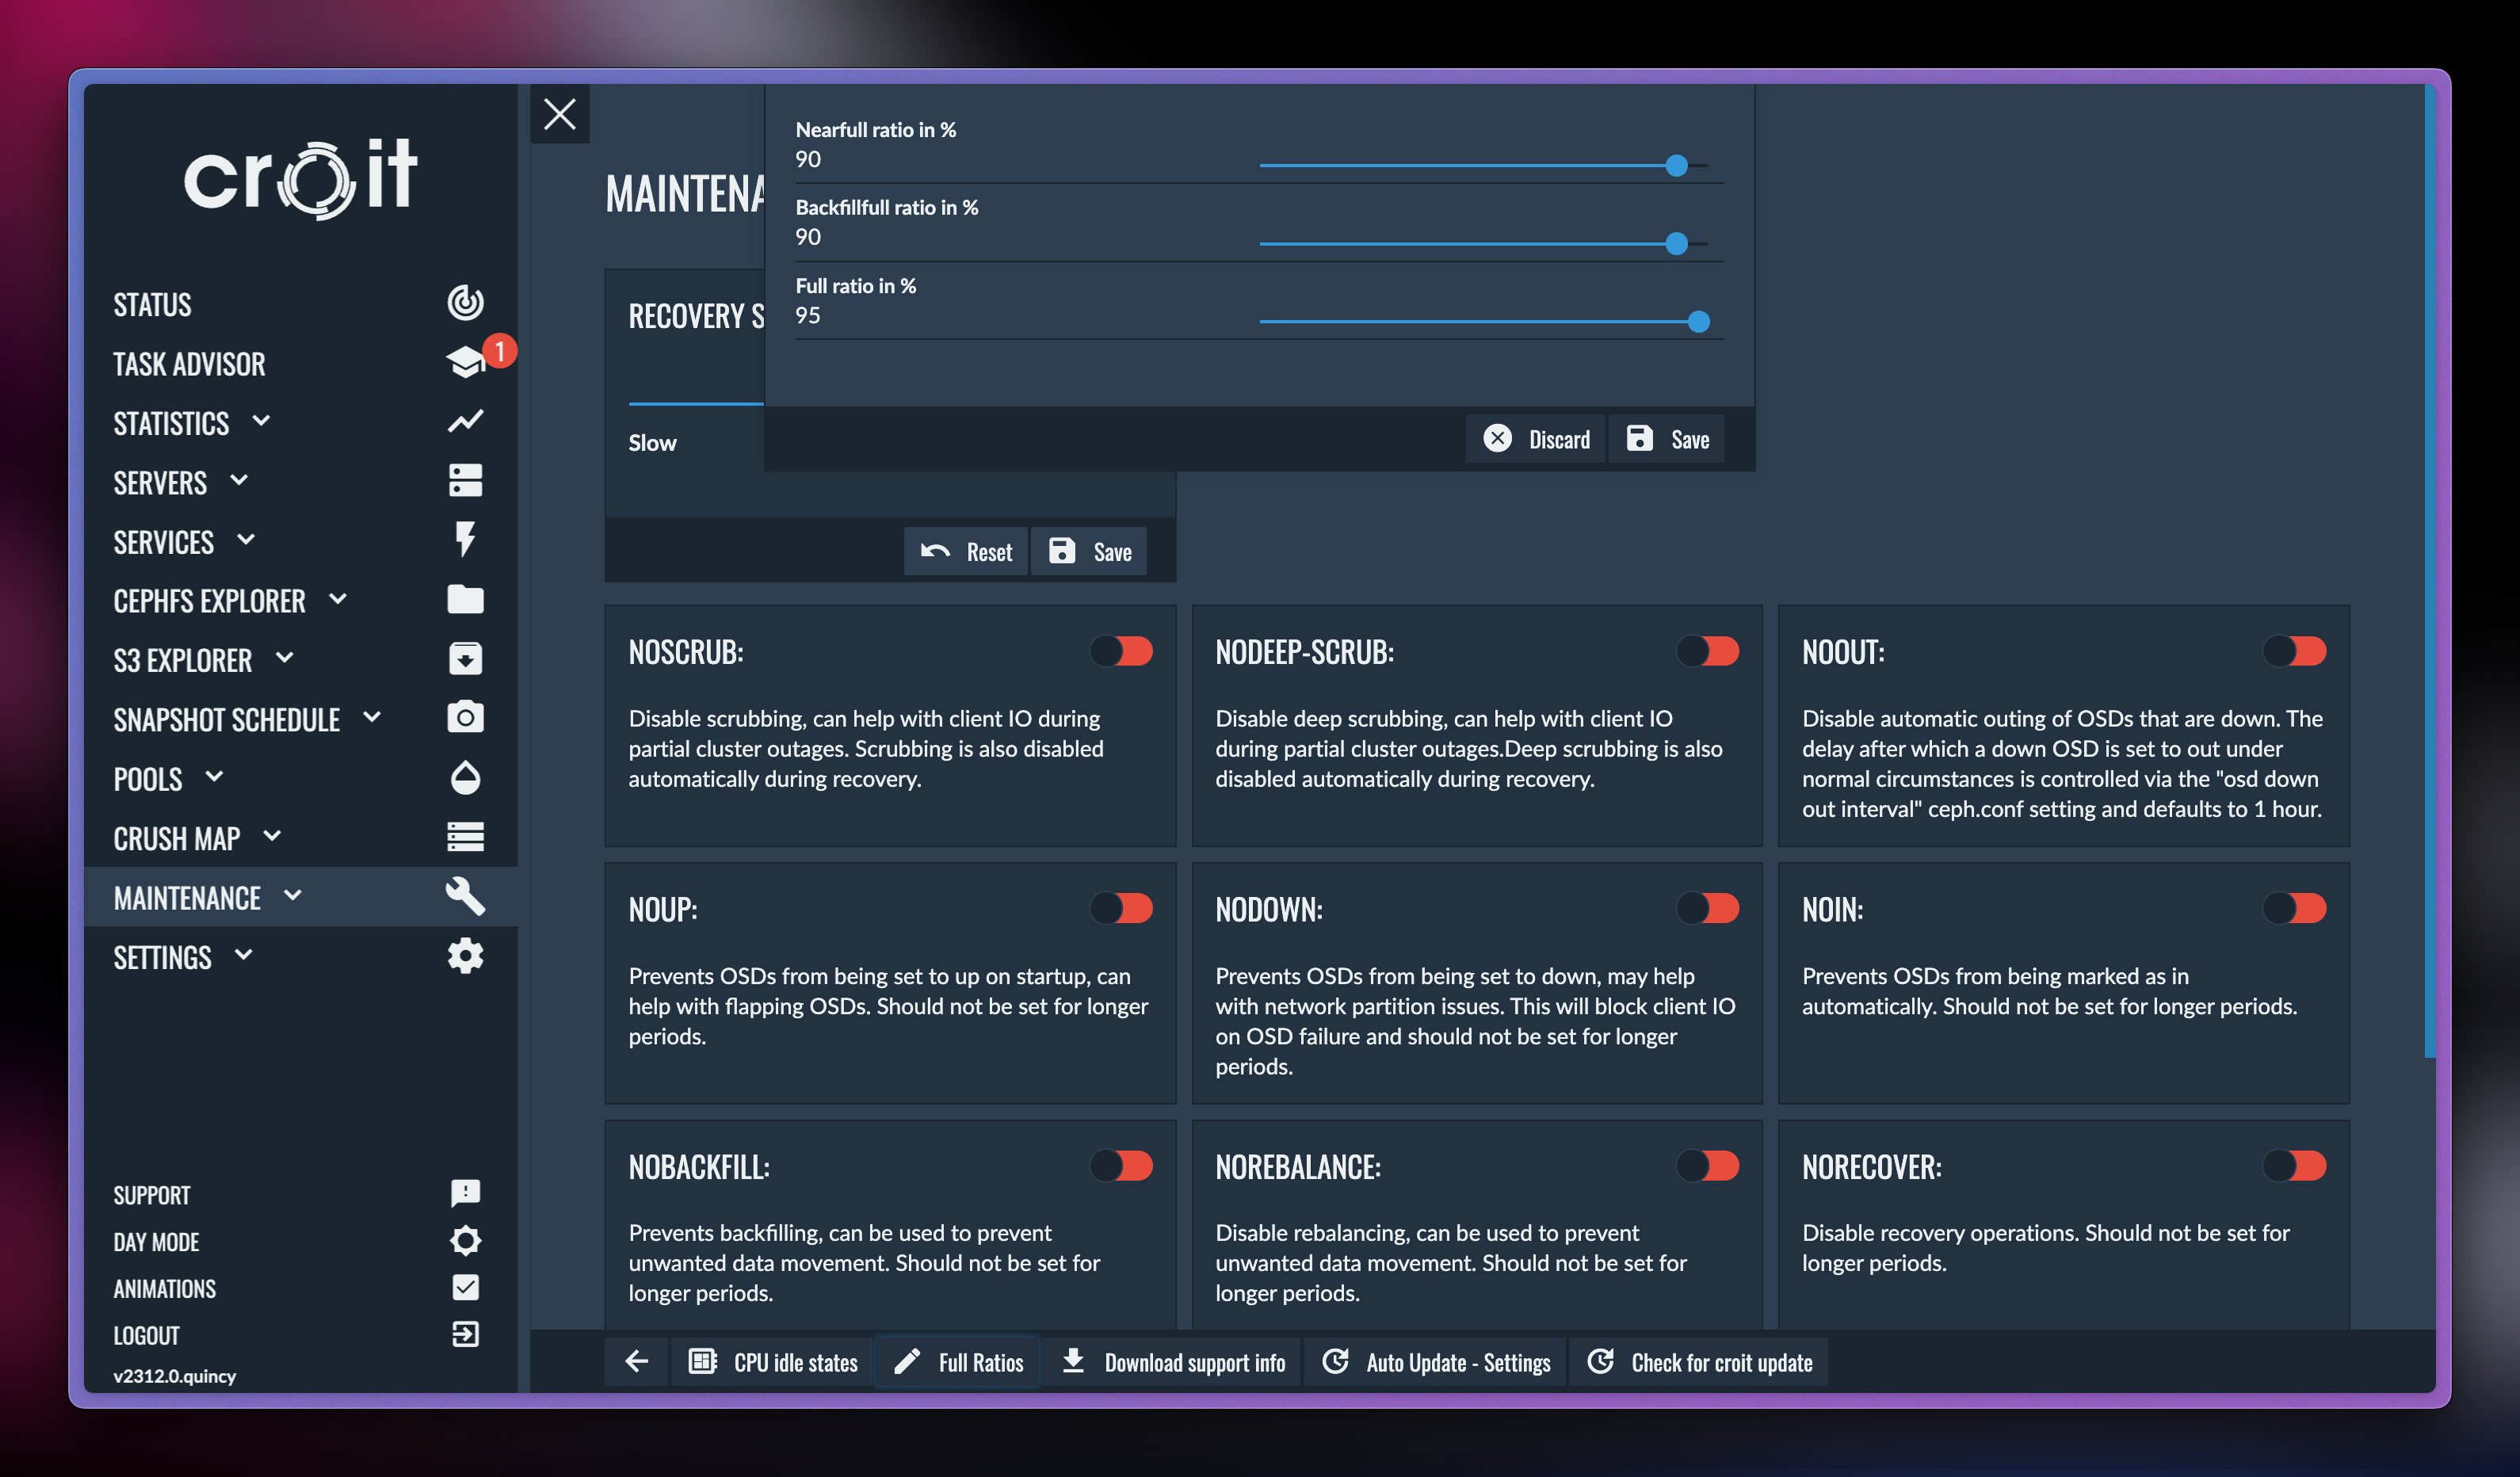 croit
STATUS
TASK ADVISOR
1
STATISTICS
SERVERS
SERVICES
CEPHFS EXPLORER
S3 EXPLORER
SNAPSHOT SCHEDULE
POOLS
CRUSH MAP
MAINTENANCE
SETTINGS
SUPPORT
DAY MODE
ANIMATIONS
LOGOUT
v2312.0.quincy
MAINTENA
Nearfull ratio in %
90
Backfillfull ratio in %
90
Full ratio in %
95
Discard
Save
RECOVERY S
Slow
Reset
Save
NOSCRUB:
Disable scrubbing, can help with client IO during
partial cluster outages. Scrubbing is also disabled
automatically during recovery.
NODEEP-SCRUB:
Disable deep scrubbing, can help with client IO
during partial cluster outages.Deep scrubbing is also
disabled automatically during recovery.
NOOUT:
Disable automatic outing of OSDs that are down. The
delay after which a down OSD is set to out under
normal circumstances is controlled via the "osd down
out interval" ceph.conf setting and defaults to 1 hour.
NOUP:
Prevents OSDs from being set to up on startup, can
help with flapping OSDs. Should not be set for longer
periods.
NODOWN:
Prevents OSDs from being set to down, may help
with network partition issues. This will block client IO
on OSD failure and should not be set for longer
periods.
NOIN:
Prevents OSDs from being marked as in
automatically. Should not be set for longer periods.
NOBACKFILL:
Prevents backfilling, can be used to prevent
unwanted data movement. Should not be set for
longer periods.
NOREBALANCE:
Disable rebalancing, can be used to prevent
unwanted data movement. Should not be set for
longer periods.
NORECOVER:
Disable recovery operations. Should not be set for
longer periods.
CPU idle states
Full Ratios
Download support info
Auto Update - Settings
Check for croit update